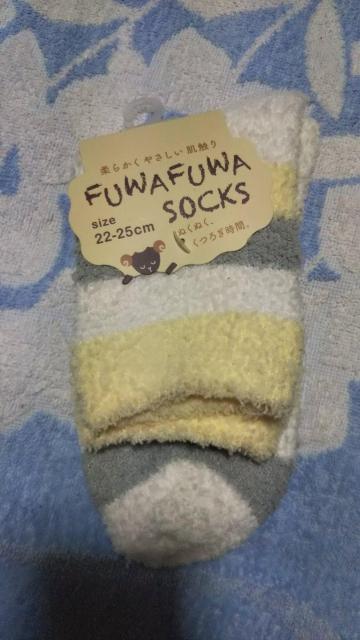 柔らかくやさしい肌触り
FUWAFUWA
SOCKS
size
22-25cm
ぬくぬく、
くつろぎ時間。